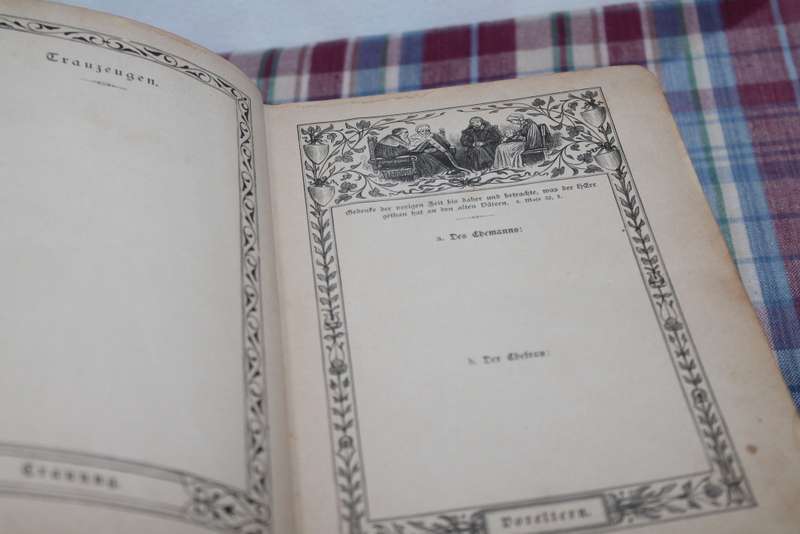 Trauzeugen.
Trauung.
Gedenke der vorigen Zeit bis daher und betrachte, was der HErr
gethan hat an den alten Vätern. 5. Mose 32, 7.
a. Des Ehemanns:
b. Der Ehefrau:
Voreltern.